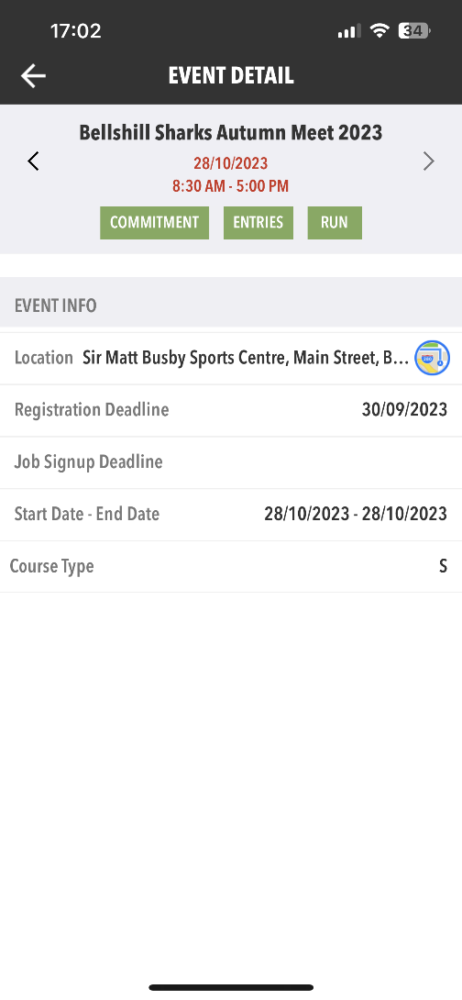 17:02
34
EVENT DETAIL
Bellshill Sharks Autumn Meet 2023
28/10/2023
8:30 AM - 5:00 PM
COMMITMENT ENTRIES RUN
EVENT INFO
Location Sir Matt Busby Sports Centre, Main Street, B...
Registration Deadline 30/09/2023
Job Signup Deadline
Start Date - End Date 28/10/2023 - 28/10/2023
Course Type S